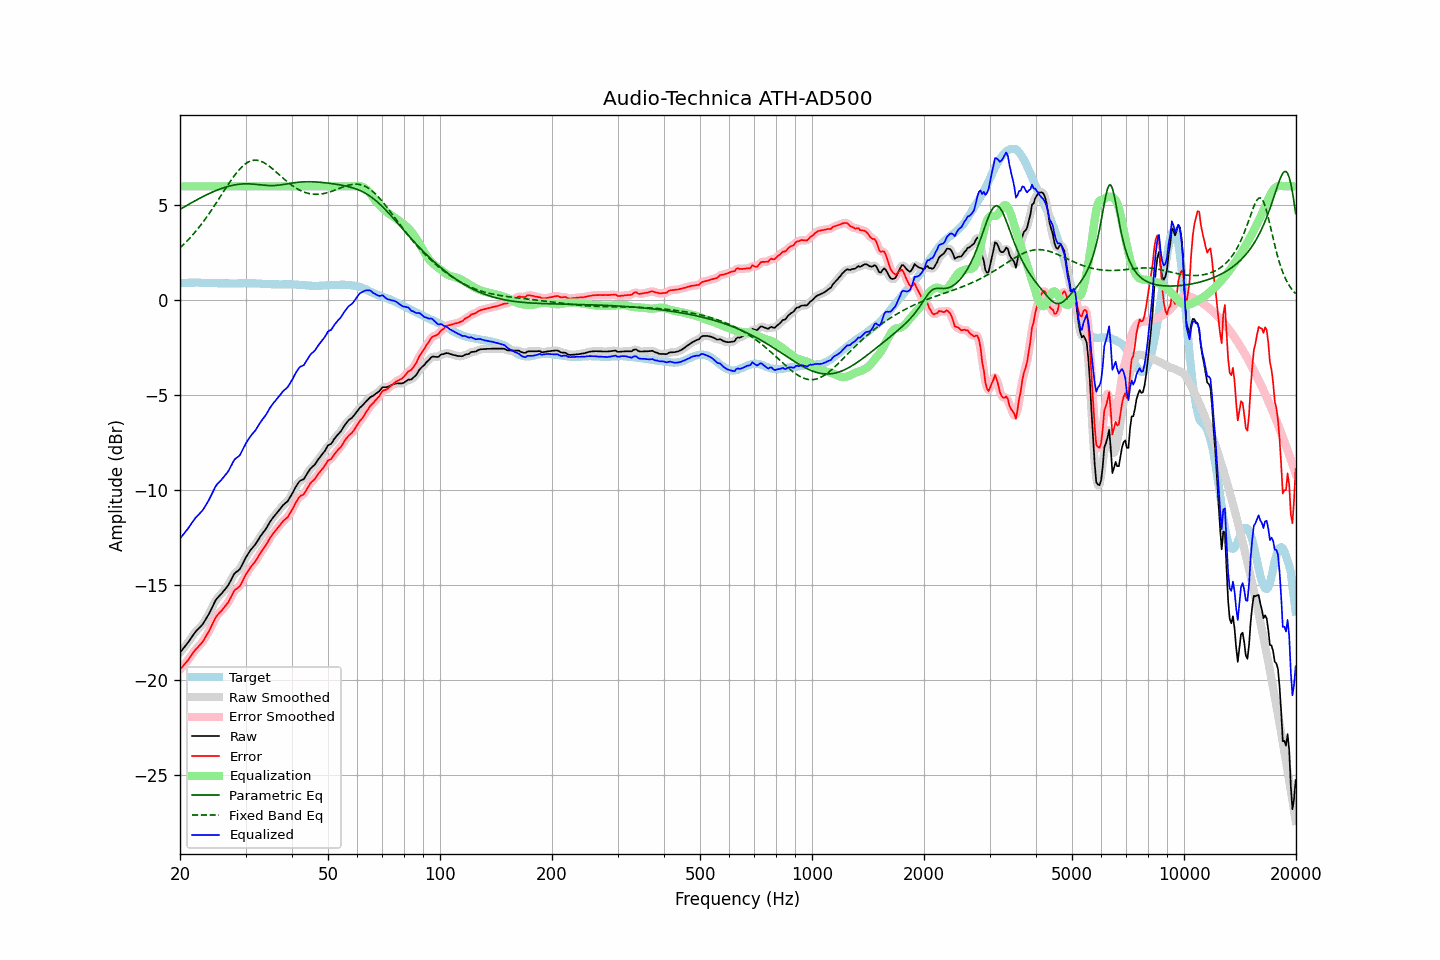 Audio-Technica ATH-AD500
Amplitude (dBr)
5
0
−5
−10
−15
−20
−25
Target
Raw Smoothed
Error Smoothed
Raw
Error
Equalization
Parametric Eq
Fixed Band Eq
Equalized
20
50
100
200
500
1000
2000
5000
10000
20000
Frequency (Hz)